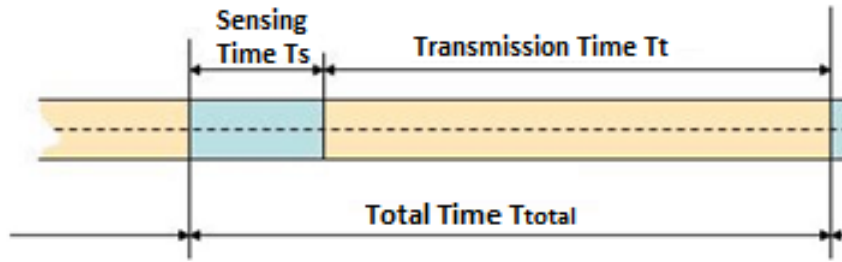 Sensing
Time Ts
Transmission Time Tt
Total Time Ttotal